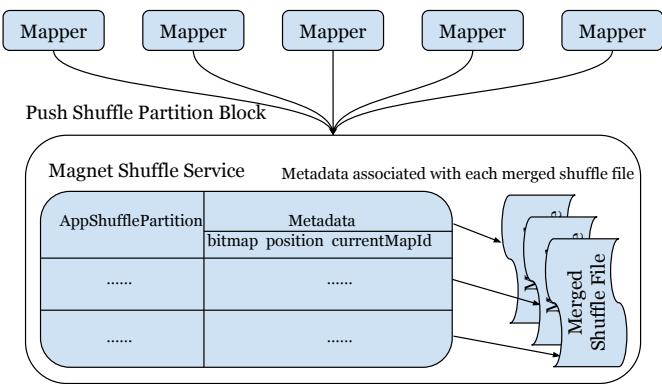 Mapper Mapper Mapper Mapper Mapper
Push Shuffle Partition Block
Magnet Shuffle Service
Metadata associated with each merged shuffle file
AppShufflePartition
Metadata
bitmap position currentMapId
...... ......
...... ......
Merged
Shuffle File